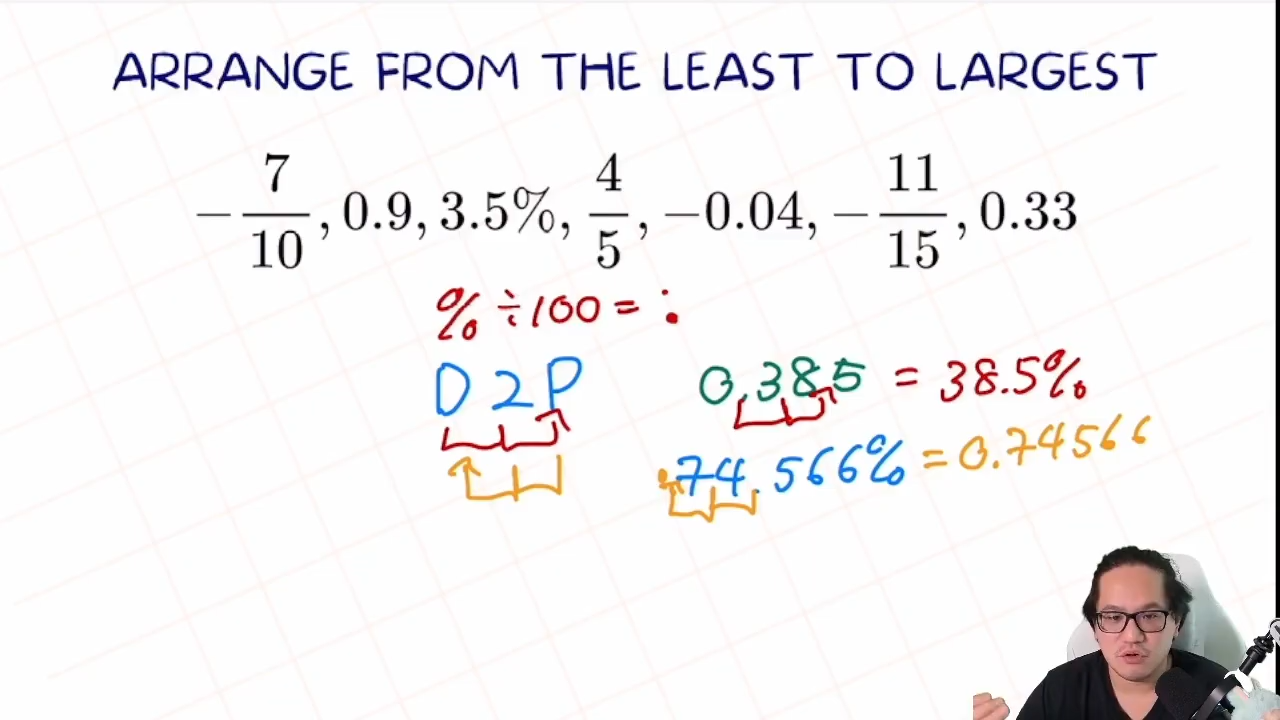 ARRANGE FROM THE LEAST TO LARGEST
−7/10, 0.9, 3.5%, 4/5, −0.04, −11/15, 0.33
% ÷100 = .
D 2 P
0.385 = 38.5%
74.566% = 0.74566